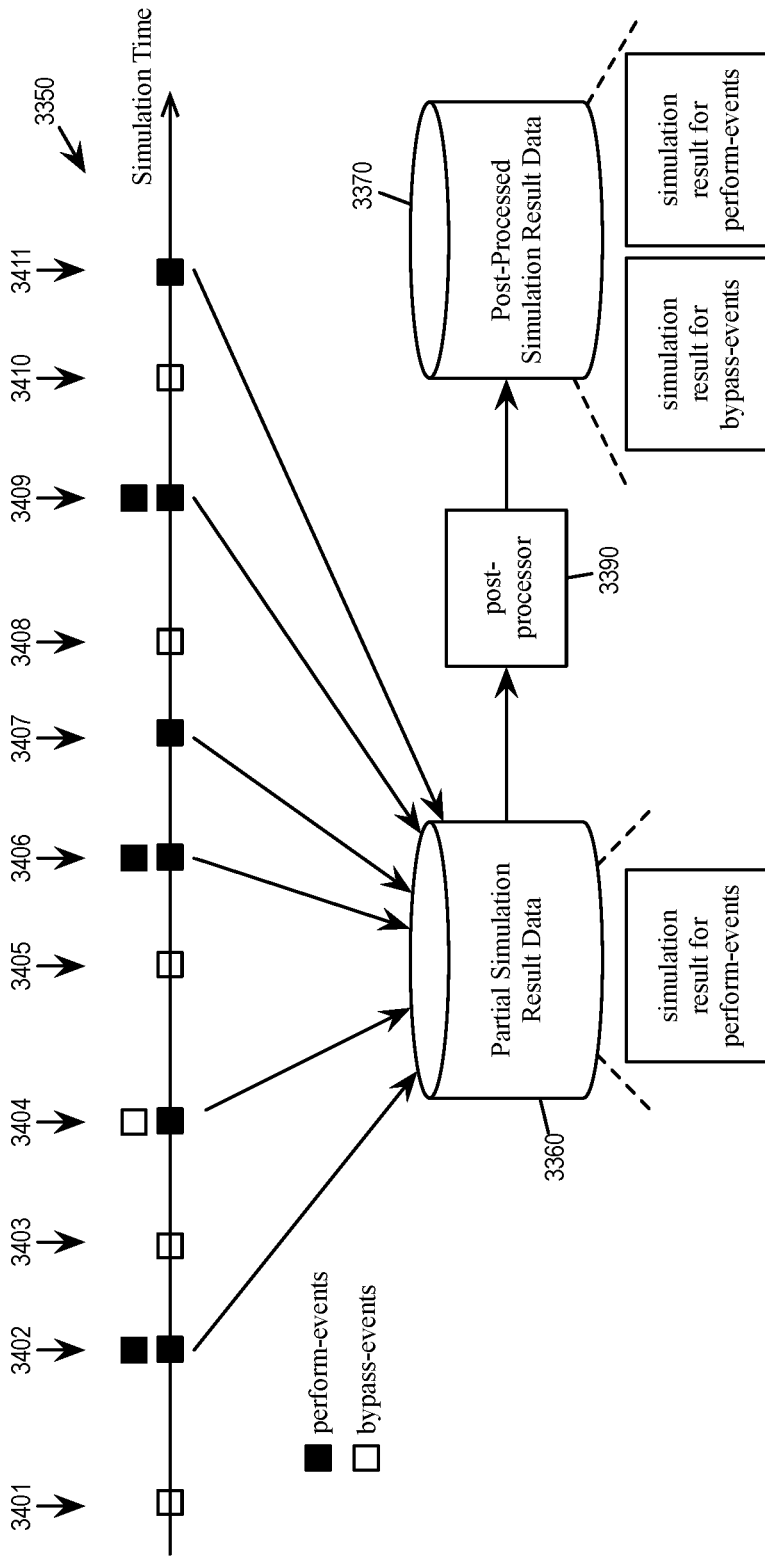 3350
3401
3402
3403
3404
3405
3406
3407
3408
3409
3410
3411
Simulation Time
perform-events
bypass-events
3360
Partial Simulation
Result Data
post-
processor
3390
3370
Post-Processed
Simulation Result Data
simulation
result for
perform-events
simulation
result for
bypass-events
simulation
result for
perform-events